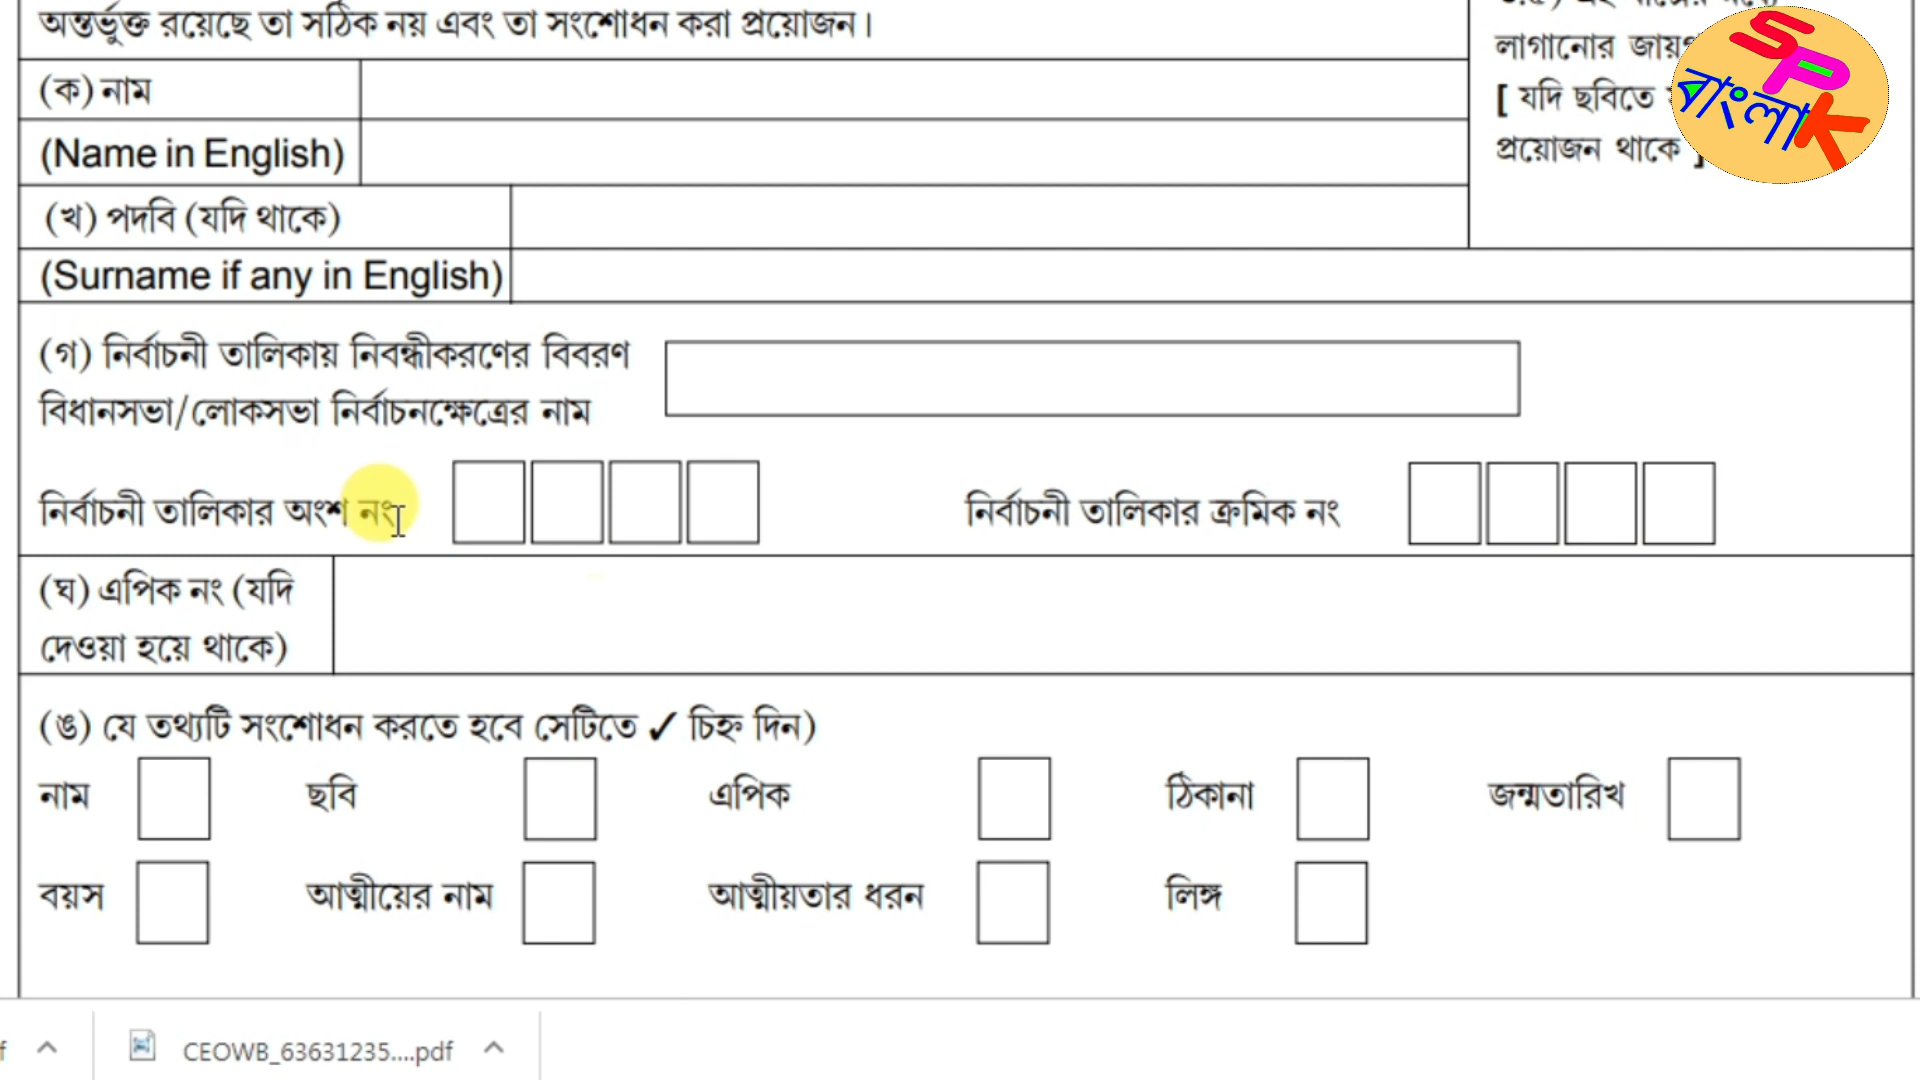 অন্তর্ভুক্ত রয়েছে তা সঠিক নয় এবং তা সংশোধন করা প্রয়োজন।
লাগানোর
[ যদি ছবিতে
প্রয়োজন থাকে ]
SPK
বাংলা
(ক) নাম
(Name in English)
(খ) পদবি (যদি থাকে)
(Surname if any in English)
(গ) নির্বাচনী তালিকায় নিবন্ধীকরণের বিবরণ
বিধানসভা/লোকসভা নির্বাচনক্ষেত্রের নাম
নির্বাচনী তালিকার অংশ নং নির্বাচনী তালিকার ক্রমিক নং
(ঘ) এপিক নং (যদি
দেওয়া হয়ে থাকে)
(ঙ) যে তথ্যটি সংশোধন করতে হবে সেটিতে ✓ চিহ্ন দিন)
নাম ছবি এপিক ঠিকানা জন্মতারিখ
বয়স আত্মীয়ের নাম আত্মীয়তার ধরন লিঙ্গ
CEOWB_63631235....pdf